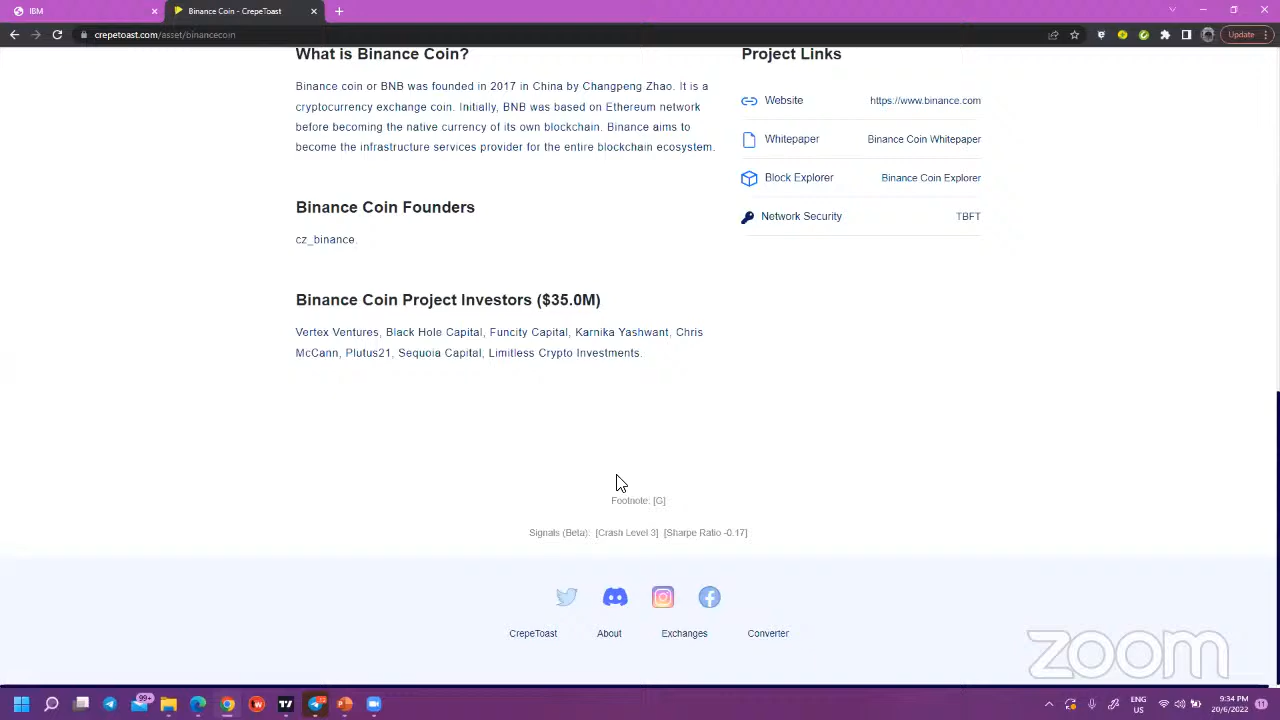 IBM
Binance Coin - CrepeToast
crepetoast.com/asset/binancecoin
Update
What is Binance Coin?
Binance coin or BNB was founded in 2017 in China by Changpeng Zhao. It is a
cryptocurrency exchange coin. Initially, BNB was based on Ethereum network
before becoming the native currency of its own blockchain. Binance aims to
become the infrastructure services provider for the entire blockchain ecosystem.
Binance Coin Founders
cz_binance.
Binance Coin Project Investors ($35.0M)
Vertex Ventures, Black Hole Capital, Funcity Capital, Karnika Yashwant, Chris
McCann, Plutus21, Sequoia Capital, Limitless Crypto Investments.
Project Links
Website https://www.binance.com
Whitepaper Binance Coin Whitepaper
Block Explorer Binance Coin Explorer
Network Security TBFT
Footnote: [G]
Signals (Beta): [Crash Level 3] [Sharpe Ratio -0.17]
CrepeToast About Exchanges Converter
zoom
99+
ENG
US
9:34 PM
20/6/2022
11